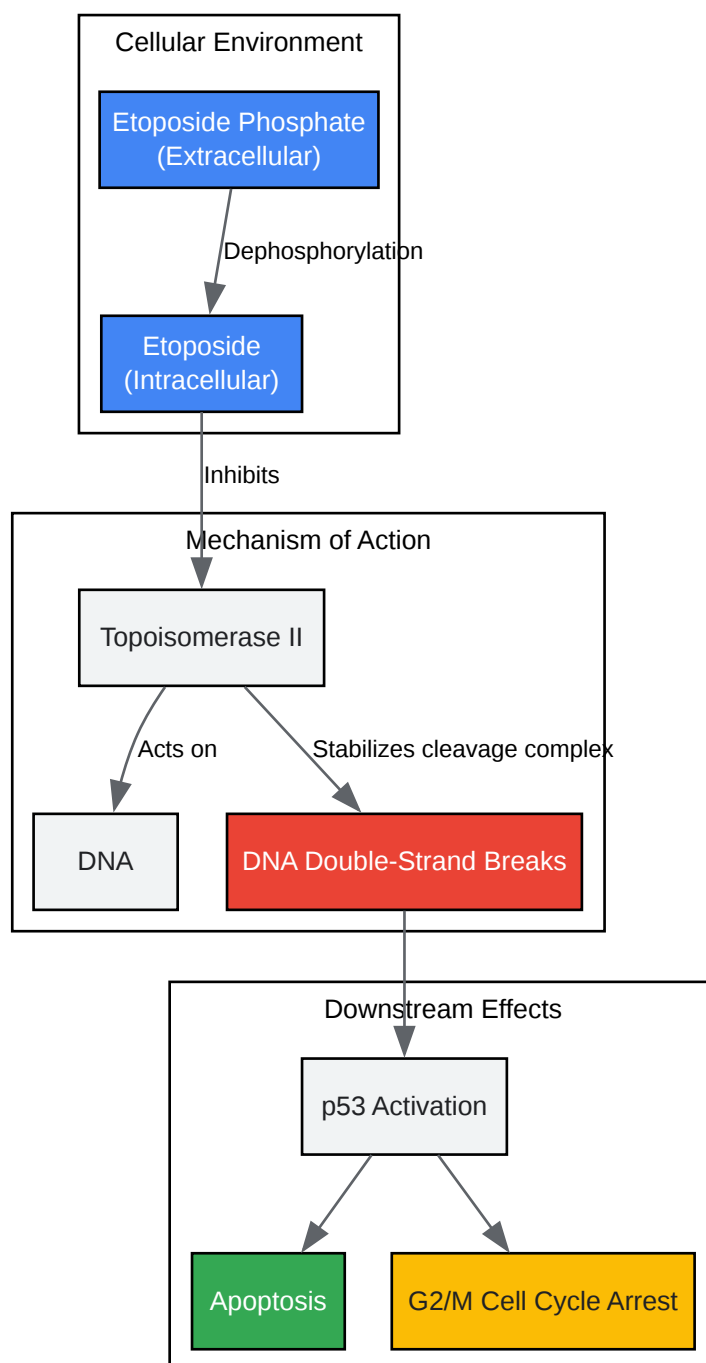 Cellular Environment
Etoposide Phosphate
(Extracellular)
Dephosphorylation
Etoposide
(Intracellular)
Inhibits
Mechanism of Action
Topoisomerase II
Acts on
Stabilizes cleavage complex
DNA
DNA Double-Strand Breaks
Downstream Effects
p53 Activation
Apoptosis
G2/M Cell Cycle Arrest